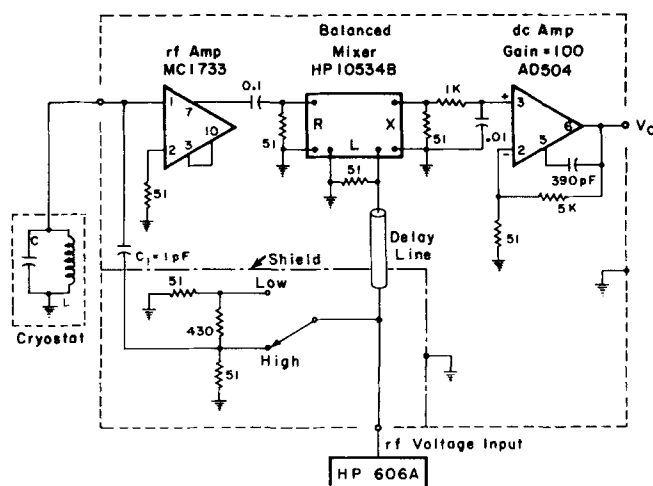 Balanced
Mixer
HP10534B
rf Amp
MC1733
dc Amp
Gain = 100
AD504
0.1
1K
1
7
2
3
10
R
X
L
51
51
51
51
.01
+
3
6
5
2
-
V₀
390pF
5K
51
51
C
L
Cryostat
C₁ = 1pF
Shield
Delay
Line
51
Low
430
High
51
rf Voltage Input
HP 606A